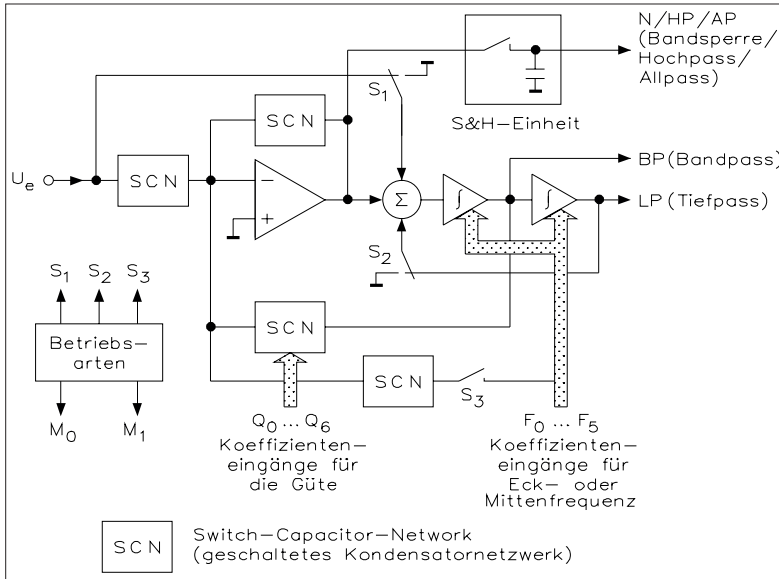 N/HP/AP
(Bandsperre/
Hochpass/
Allpass)
S1
SCN
S&H-Einheit
Ue
SCN
−
+
Σ
∫
∫
BP(Bandpass)
LP(Tiefpass)
S2
S1 S2 S3
Betriebs-
arten
M0 M1
SCN
SCN
S3
Q0 ... Q6
Koeffizienten-
eingänge für
die Güte
F0 ... F5
Koeffizienten-
eingänge für
Eck- oder
Mittenfrequenz
SCN
Switch-Capacitor-Network
(geschaltetes Kondensatornetzwerk)